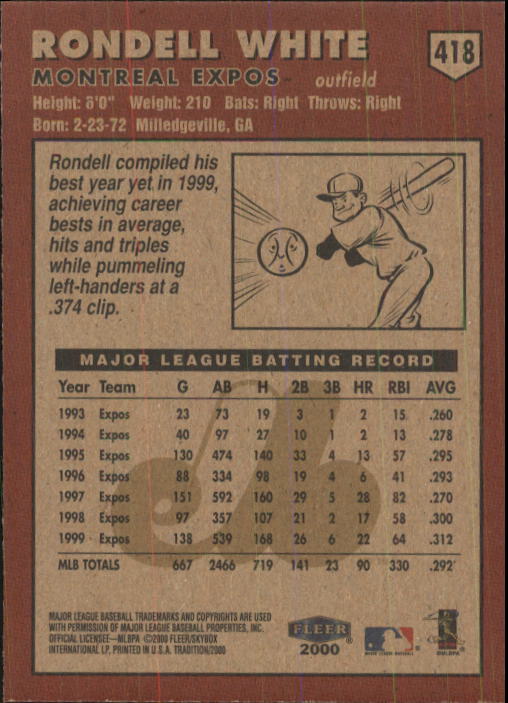 RONDELL WHITE
418
MONTREAL EXPOS outfield
Height: 6'0" Weight: 210 Bats: Right Throws: Right
Born: 2-23-72 Milledgeville, GA
Rondell compiled his
best year yet in 1999,
achieving career
bests in average,
hits and triples
while pummeling
left-handers at a
.374 clip.
MAJOR LEAGUE BATTING RECORD
Year Team G AB H 2B 3B HR RBI AVG
1993 Expos 23 73 19 3 1 2 15 .260
1994 Expos 40 97 27 10 1 2 13 .278
1995 Expos 130 474 140 33 4 13 57 .295
1996 Expos 88 334 98 19 4 6 41 .293
1997 Expos 151 592 160 29 5 28 82 .270
1998 Expos 97 357 107 21 2 17 58 .300
1999 Expos 138 539 168 26 6 22 64 .312
MLB TOTALS 667 2466 719 141 23 90 330 .292
MAJOR LEAGUE BASEBALL TRADEMARKS AND COPYRIGHTS ARE USED
WITH PERMISSION OF MAJOR LEAGUE BASEBALL PROPERTIES, INC.
OFFICIAL LICENSEE—MLBPA ©2000 FLEER/SKYBOX
INTERNATIONAL LP. PRINTED IN U.S.A. TRADITION/2000
FLEER
2000
MAJOR LEAGUE BASEBALL
©MLBPA